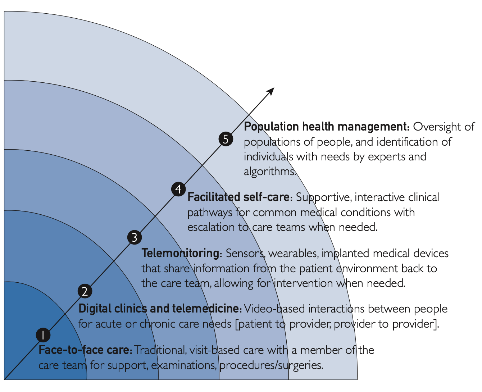 5
Population health management: Oversight of
populations of people, and identification of
individuals with needs by experts and
algorithms.
4
Facilitated self-care: Supportive, interactive clinical
pathways for common medical conditions with
escalation to care teams when needed.
3
Telemonitoring: Sensors, wearables, implanted medical devices
that share information from the patient environment back to
the care team, allowing for intervention when needed.
2
Digital clinics and telemedicine: Video-based interactions between people
for acute or chronic care needs [patient to provider, provider to provider].
1
Face-to-face care: Traditional, visit-based care with a member of the
care team for support, examinations, procedures/surgeries.